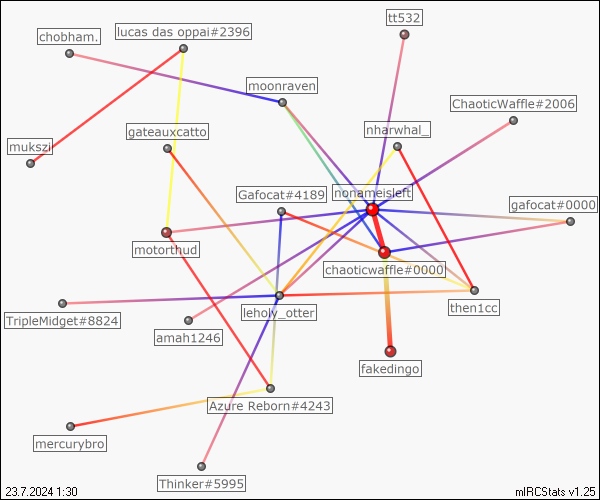 tt532
lucas das oppai#2396
chobham.
moonraven
ChaoticWaffle#2006
gateauxcatto
nharwhal_
mukszi
Gafocat#4189
nonameisleft
gafocat#0000
motorthud
chaoticwaffle#0000
leholy_otter
then1cc
TripleMidget#8824
amah1246
fakedingo
Azure Reborn#4243
mercurybro
Thinker#5995
23.7.2024 1:30
mIRCStats v1.25